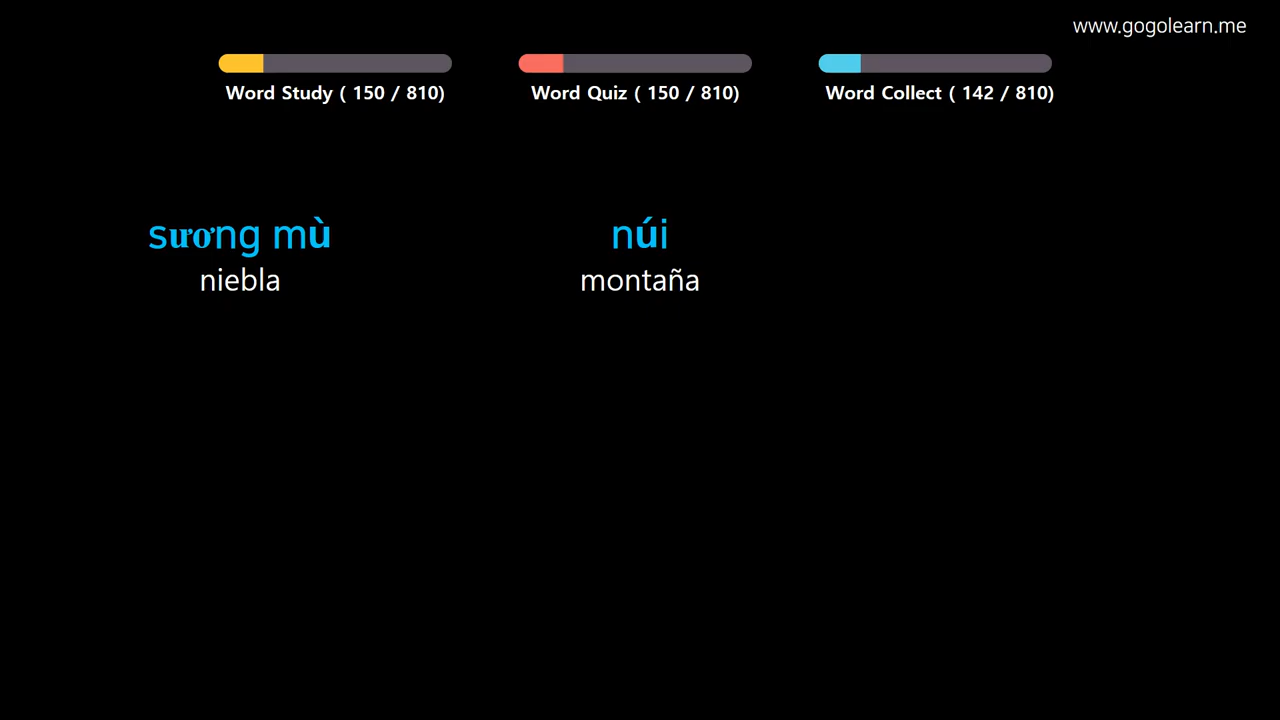 www.gogolearn.me
Word Study ( 150 / 810)
Word Quiz ( 150 / 810)
Word Collect ( 142 / 810)
sương mù
niebla
núi
montaña